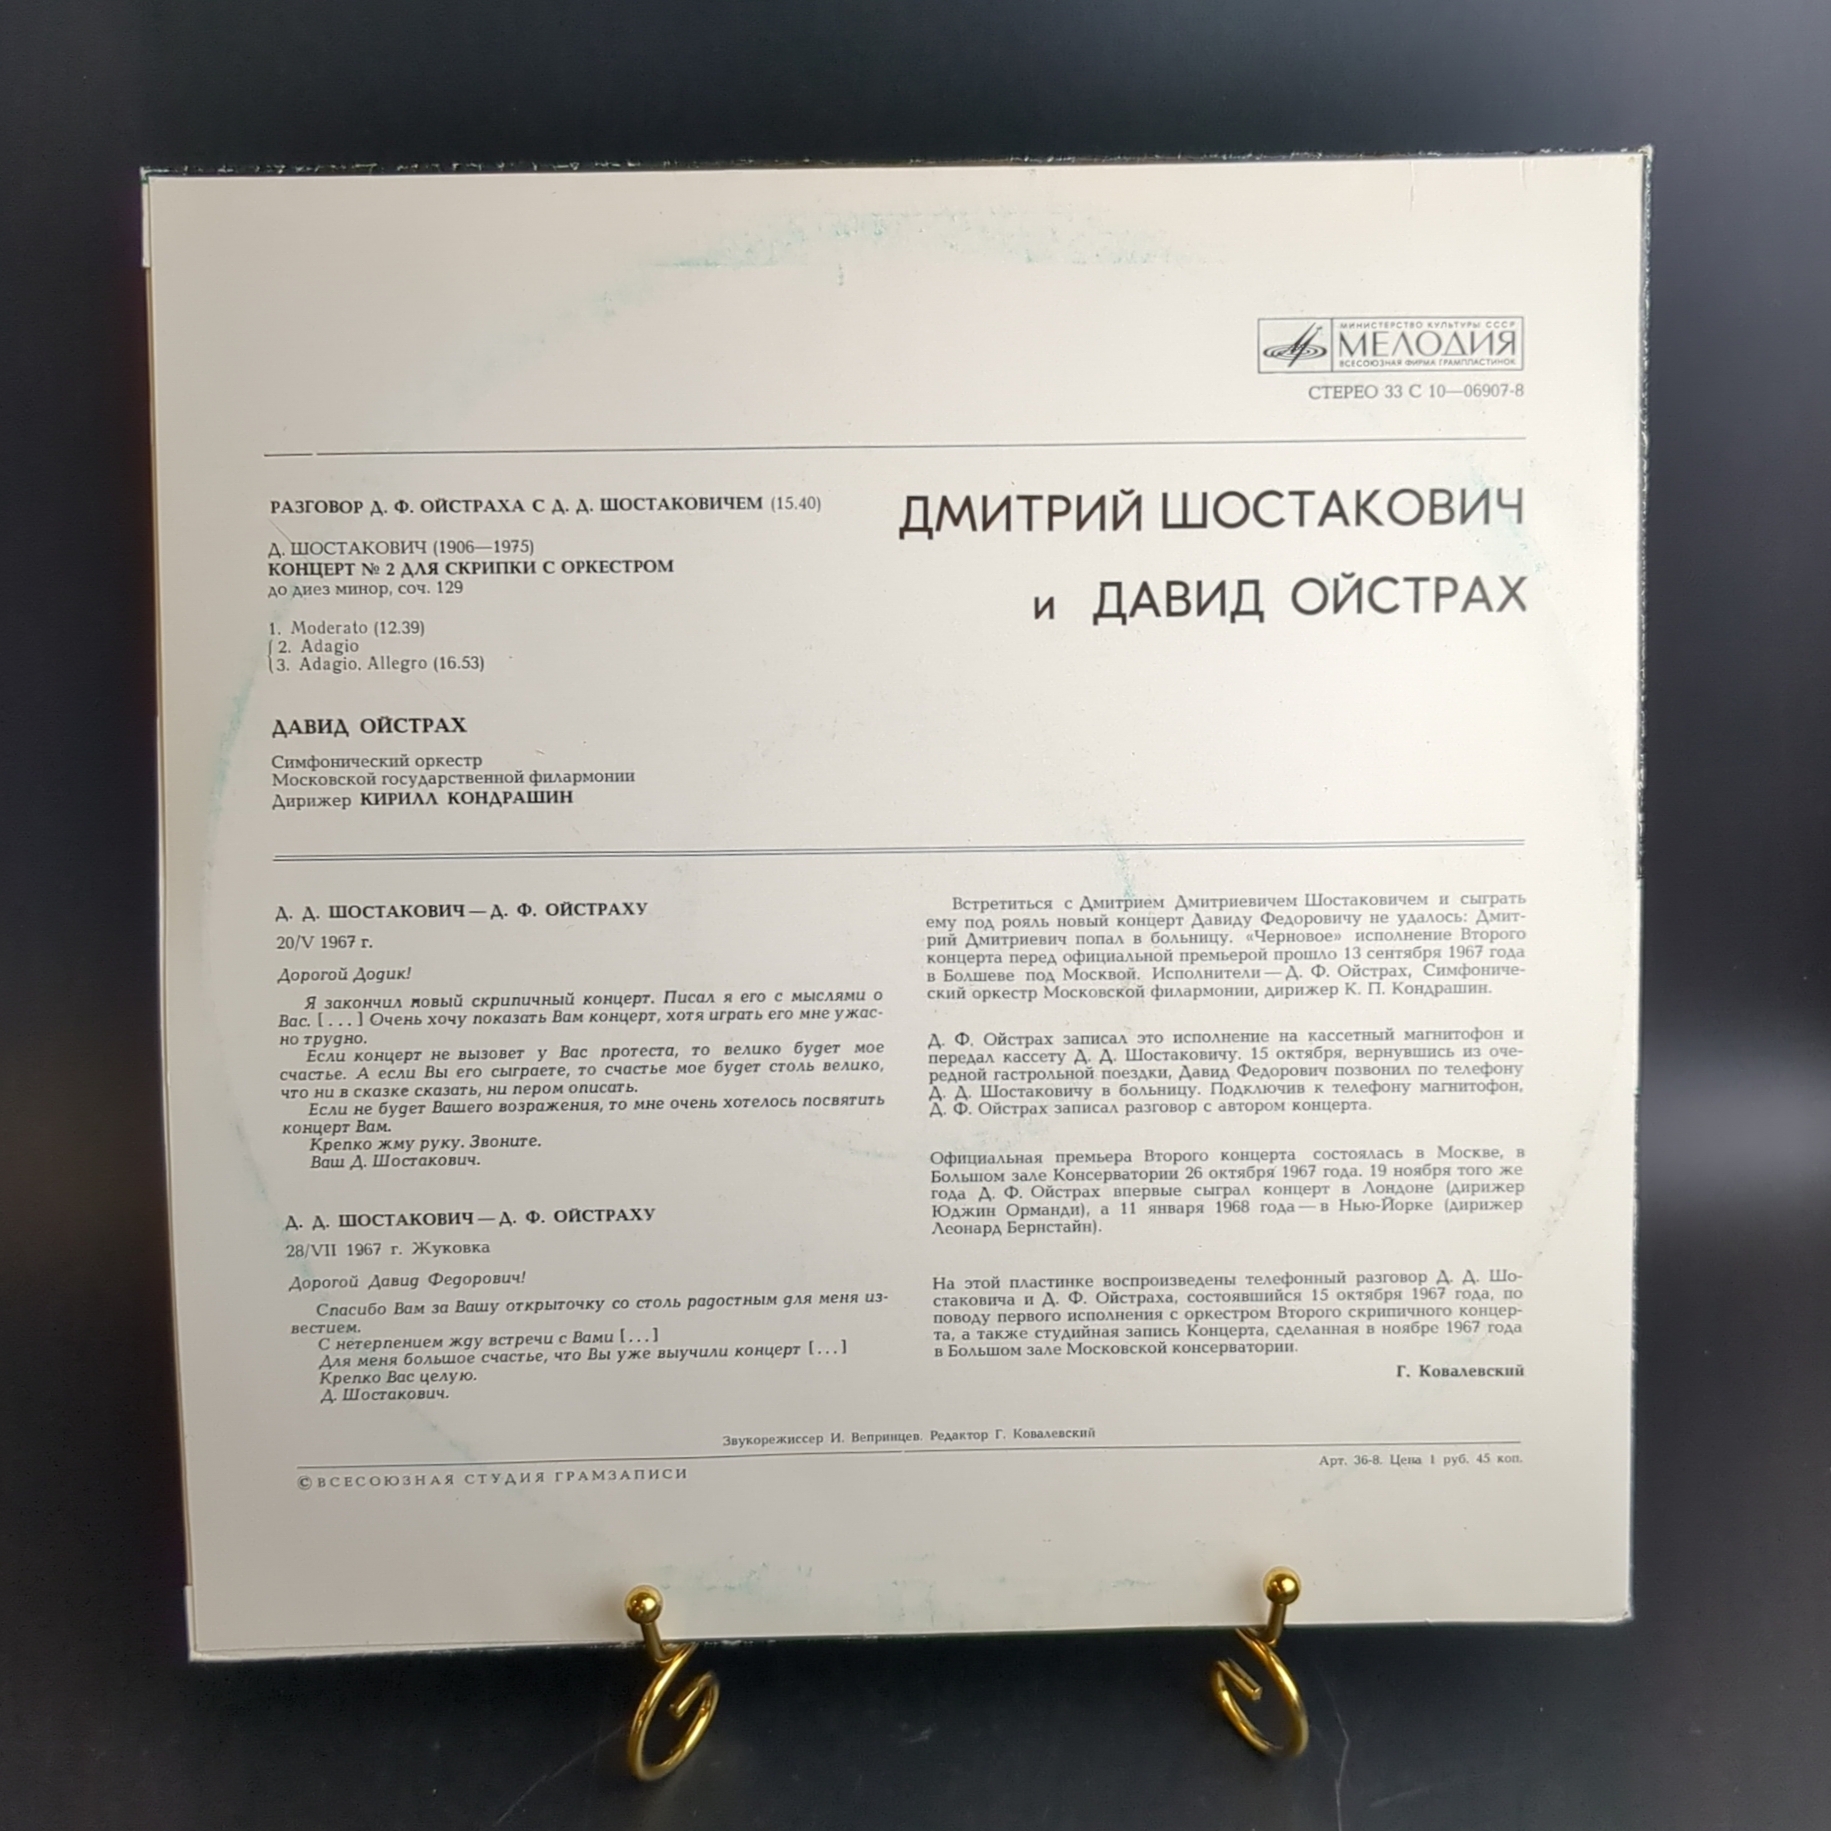 МИНИСТЕРСТВО КУЛЬТУРЫ СССР
МЕЛОДИЯ
ВСЕСОЮЗНАЯ ФИРМА ГРАМПЛАСТИНОК
СТЕРЕО 33 С 10—06907-8
РАЗГОВОР Д. Ф. ОЙСТРАХА С Д. Д. ШОСТАКОВИЧЕМ (15.40)
Д. ШОСТАКОВИЧ (1906—1975)
КОНЦЕРТ № 2 ДЛЯ СКРИПКИ С ОРКЕСТРОМ
до диез минор, соч. 129
1. Moderato (12.39)
2. Adagio
3. Adagio. Allegro (16.53)
ДАВИД ОЙСТРАХ
Симфонический оркестр
Московской государственной филармонии
Дирижер КИРИЛЛ КОНДРАШИН
ДМИТРИЙ ШОСТАКОВИЧ
и ДАВИД ОЙСТРАХ
Д. Д. ШОСТАКОВИЧ — Д. Ф. ОЙСТРАХУ
20/V 1967 г.
Дорогой Додик!
Я закончил новый скрипичный концерт. Писал я его с мыслями о
Вас. [...] Очень хочу показать Вам концерт, хотя играть его мне ужас-
но трудно.
Если концерт не вызовет у Вас протеста, то велико будет мое
счастье. А если Вы его сыграете, то счастье мое будет столь велико,
что ни в сказке сказать, ни пером описать.
Если не будет Вашего возражения, то мне очень хотелось посвятить
концерт Вам.
Крепко жму руку. Звоните.
Ваш Д. Шостакович.
Д. Д. ШОСТАКОВИЧ — Д. Ф. ОЙСТРАХУ
28/VII 1967 г. Жуковка
Дорогой Давид Федорович!
Спасибо Вам за Вашу открыточку со столь радостным для меня из-
вестием.
С нетерпением жду встречи с Вами [...]
Для меня большое счастье, что Вы уже выучили концерт [...]
Крепко Вас целую.
Д. Шостакович.
Встретиться с Дмитрием Дмитриевичем Шостаковичем и сыграть
ему под рояль новый концерт Давиду Федоровичу не удалось: Дмит-
рий Дмитриевич попал в больницу. «Черновое» исполнение Второго
концерта перед официальной премьерой прошло 13 сентября 1967 года
в Болшеве под Москвой. Исполнители — Д. Ф. Ойстрах, Симфониче-
ский оркестр Московской филармонии, дирижер К. П. Кондрашин.
Д. Ф. Ойстрах записал это исполнение на кассетный магнитофон и
передал кассету Д. Д. Шостаковичу. 15 октября, вернувшись из оче-
редной гастрольной поездки, Давид Федорович позвонил по телефону
Д. Д. Шостаковичу в больницу. Подключив к телефону магнитофон,
Д. Ф. Ойстрах записал разговор с автором концерта.
Официальная премьера Второго концерта состоялась в Москве, в
Большом зале Консерватории 26 октября 1967 года. 19 ноября того же
года Д. Ф. Ойстрах впервые сыграл концерт в Лондоне (дирижер
Юджин Орманди), а 11 января 1968 года — в Нью-Йорке (дирижер
Леонард Бернстайн).
На этой пластинке воспроизведены телефонный разговор Д. Д. Шо-
стаковича и Д. Ф. Ойстраха, состоявшийся 15 октября 1967 года, по
поводу первого исполнения с оркестром Второго скрипичного концер-
та, а также студийная запись Концерта, сделанная в ноябре 1967 года
в Большом зале Московской консерватории.
Г. Ковалевский
Звукорежиссер И. Вепринцев. Редактор Г. Ковалевский
© ВСЕСОЮЗНАЯ СТУДИЯ ГРАМЗАПИСИ
Арт. 36-8. Цена 1 руб. 45 коп.